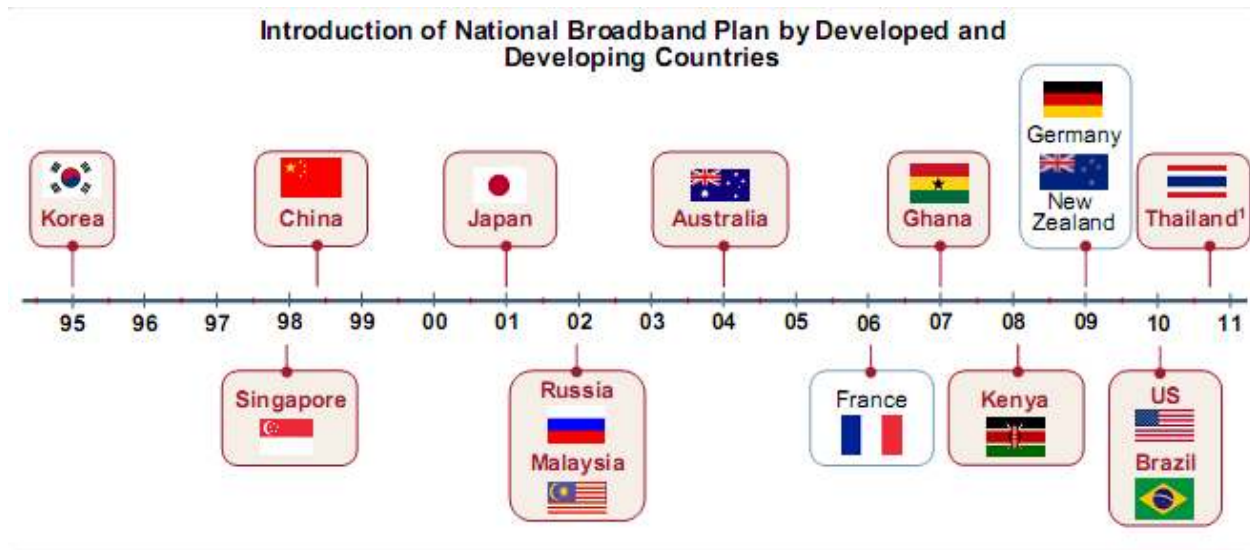 Introduction of National Broadband Plan by Developed and
Developing Countries
Germany
New
Zealand
Korea
China
Japan
Australia
Ghana
Thailand¹
95 96 97 98 99 00 01 02 03 04 05 06 07 08 09 10 11
Singapore
Russia
Malaysia
France
Kenya
US
Brazil